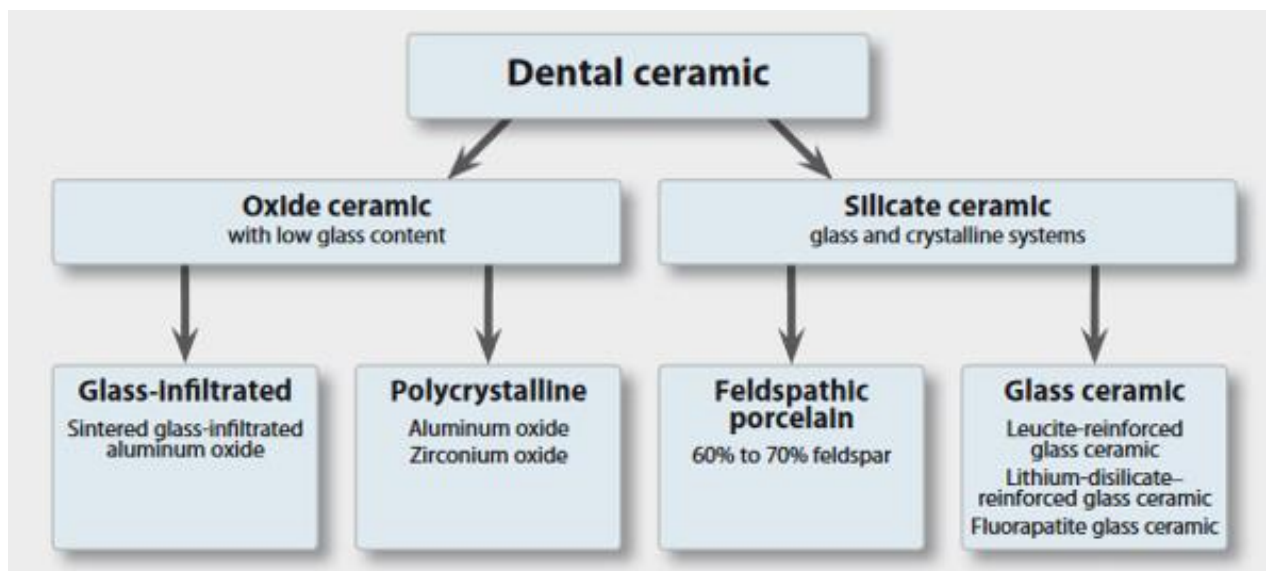 Dental ceramic
Oxide ceramic
with low glass content
Silicate ceramic
glass and crystalline systems
Glass-infiltrated
Sintered glass-infiltrated
aluminum oxide
Polycrystalline
Aluminum oxide
Zirconium oxide
Feldspathic
porcelain
60% to 70% feldspar
Glass ceramic
Leucite-reinforced
glass ceramic
Lithium-disilicate–
reinforced glass ceramic
Fluorapatite glass ceramic